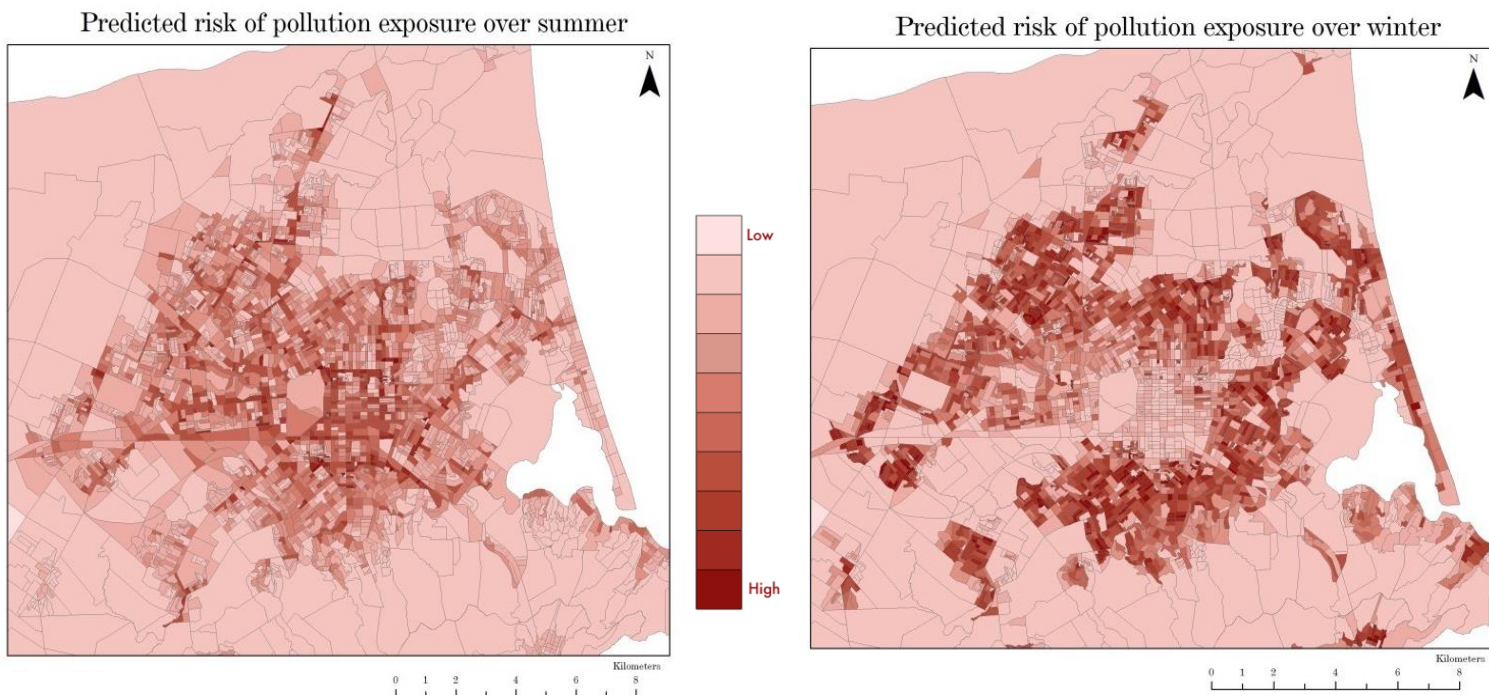 Predicted risk of pollution exposure over summer
N
Kilometers
0 1 2 4 6 8
Low
High
Predicted risk of pollution exposure over winter
N
Kilometers
0 1 2 4 6 8